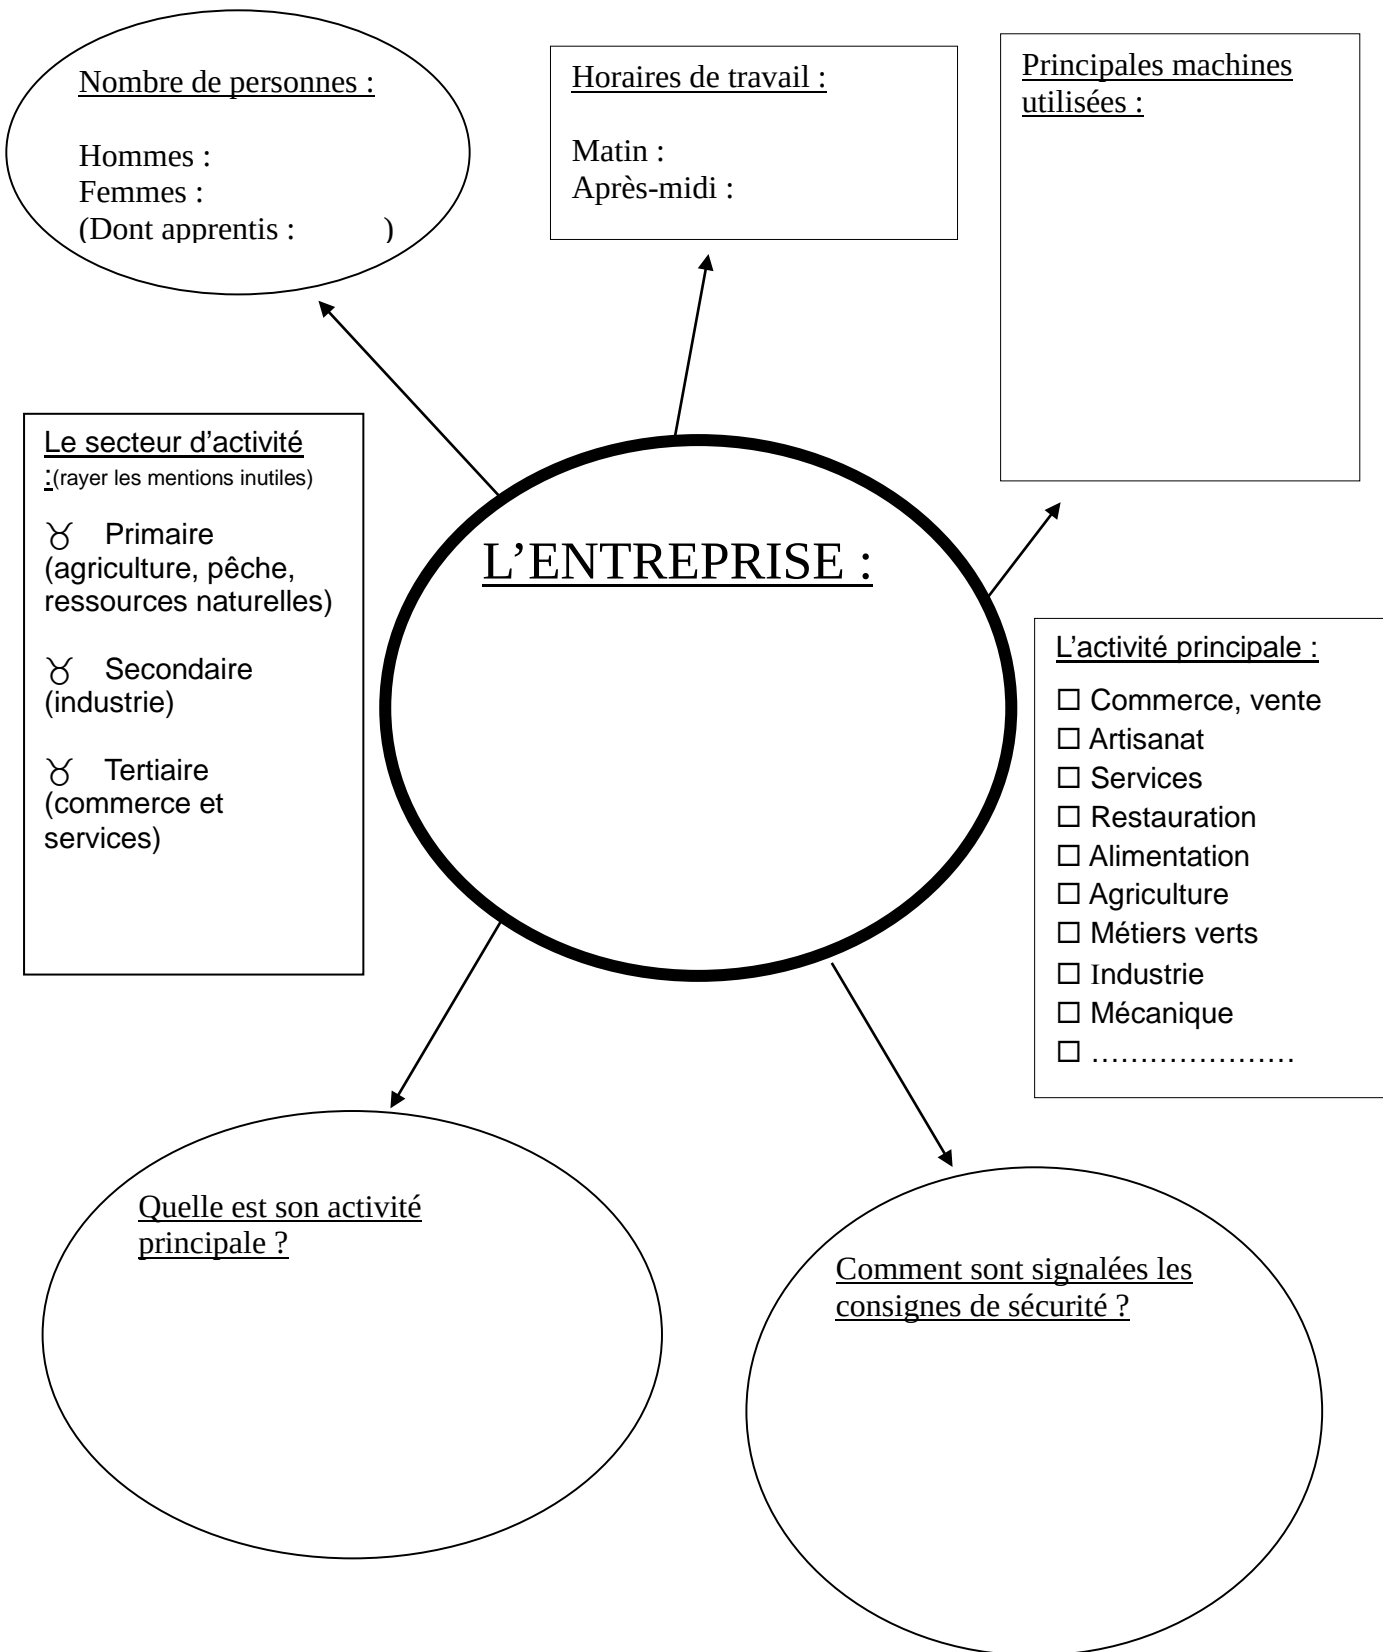 Nombre de personnes :
Hommes :
Femmes :
(Dont apprentis :           )
Horaires de travail :
Matin :
Après-midi :
Principales machines
utilisées :
Le secteur d’activité
:(rayer les mentions inutiles)
♉ Primaire
(agriculture, pêche,
ressources naturelles)
♉ Secondaire
(industrie)
♉ Tertiaire
(commerce et
services)
L’ENTREPRISE :
L’activité principale :
☐ Commerce, vente
☐ Artisanat
☐ Services
☐ Restauration
☐ Alimentation
☐ Agriculture
☐ Métiers verts
☐ Industrie
☐ Mécanique
☐ …………………
Quelle est son activité
principale ?
Comment sont signalées les
consignes de sécurité ?